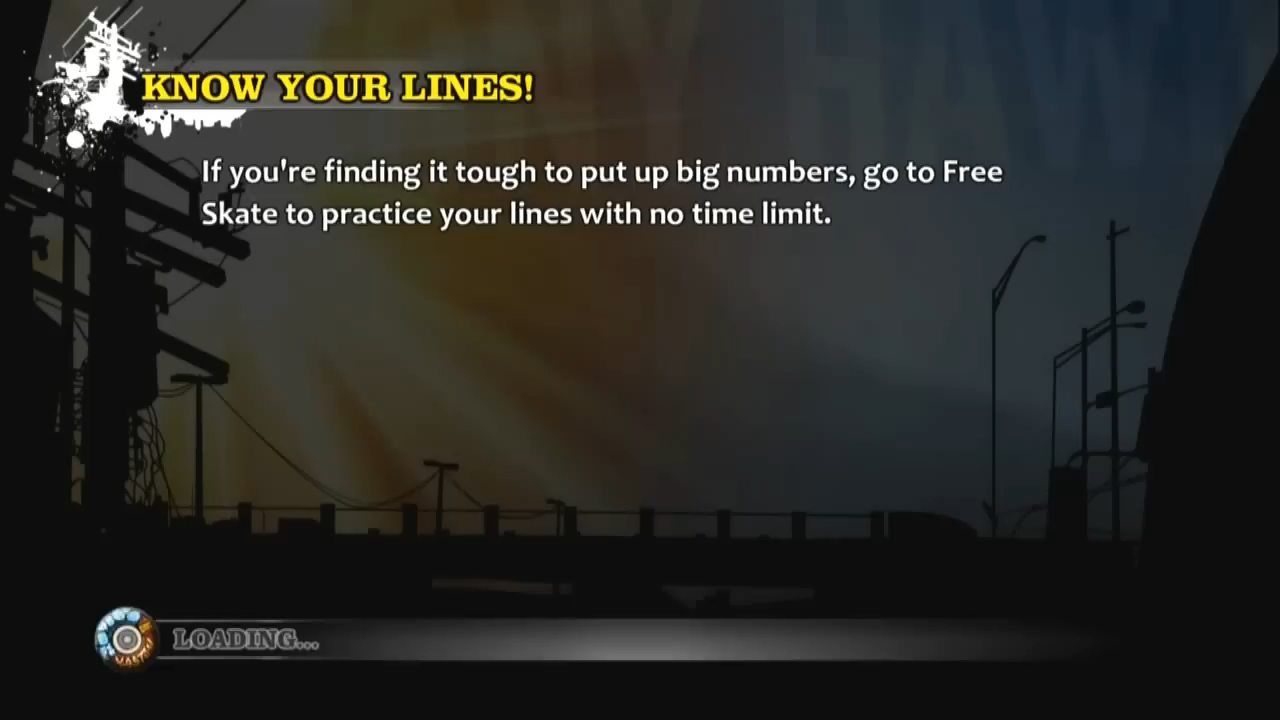 KNOW YOUR LINES!
If you're finding it tough to put up big numbers, go to Free
Skate to practice your lines with no time limit.
LOADING...